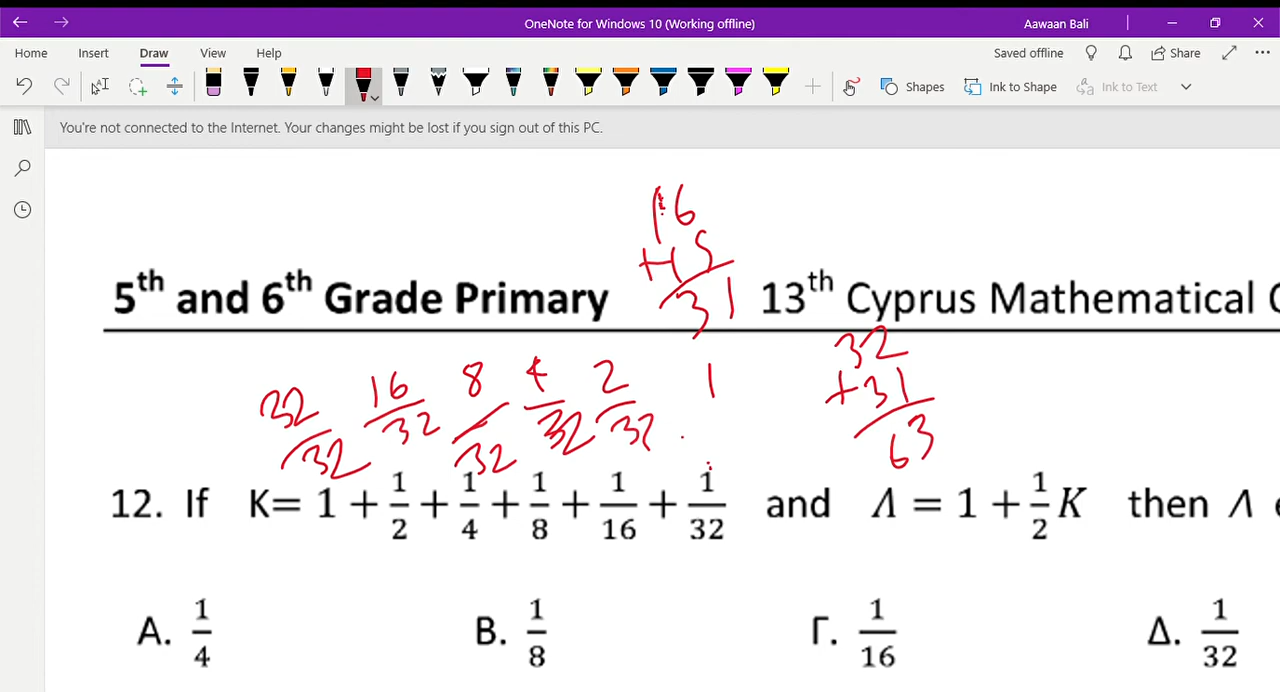 OneNote for Windows 10 (Working offline)
Aawaan Bali
Home Insert Draw View Help
Saved offline Share
Shapes Ink to Shape Ink to Text
You're not connected to the Internet. Your changes might be lost if you sign out of this PC.
16
+15
31
5th and 6th Grade Primary 13th Cyprus Mathematical
32
+31
63
32/32 16/32 8/32 4/32 2/32 1
12. If K= 1 + 1/2 + 1/4 + 1/8 + 1/16 + 1/32 and Λ = 1 + 1/2 K then Λ
A. 1/4 B. 1/8 Γ. 1/16 Δ. 1/32